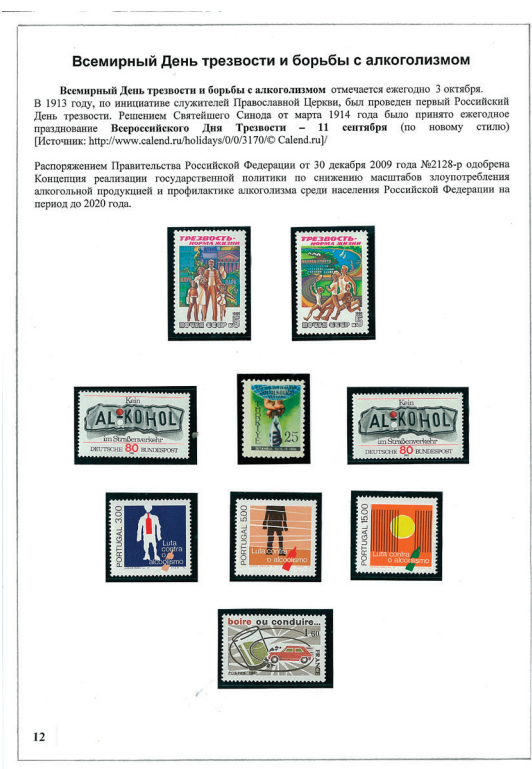 Всемирный День трезвости и борьбы с алкоголизмом
Всемирный День трезвости и борьбы с алкоголизмом отмечается ежегодно 3 октября.
В 1913 году, по инициативе служителей Православной Церкви, был проведен первый Российский
День трезвости. Решением Святейшего Синода от марта 1914 года было принято ежегодное
празднование Всероссийского Дня Трезвости – 11 сентября (по новому стилю)
[Источник: http://www.calend.ru/holidays/0/0/3170/© Calend.ru]/
Распоряжением Правительства Российской Федерации от 30 декабря 2009 года №2128-р одобрена
Концепция реализации государственной политики по снижению масштабов злоупотребления
алкогольной продукцией и профилактике алкоголизма среди населения Российской Федерации на
период до 2020 года.
ТРЕЗВОСТЬ-
НОРМА ЖИЗНИ
ПОЧТА СССР
ТРЕЗВОСТЬ-
НОРМА ЖИЗНИ
ПОЧТА СССР
Kein
ALKOHOL
im Straßenverkehr
DEUTSCHE 80 BUNDESPOST
25
Kein
ALKOHOL
im Straßenverkehr
DEUTSCHE 80 BUNDESPOST
PORTUGAL 3.00
Luta
contra
o
alcoolismo
PORTUGAL 5.00
Luta contra
o alcoolismo
PORTUGAL 15.00
Luta contra
o alcoolismo
boire ou conduire...
1,60
FRANCE
12